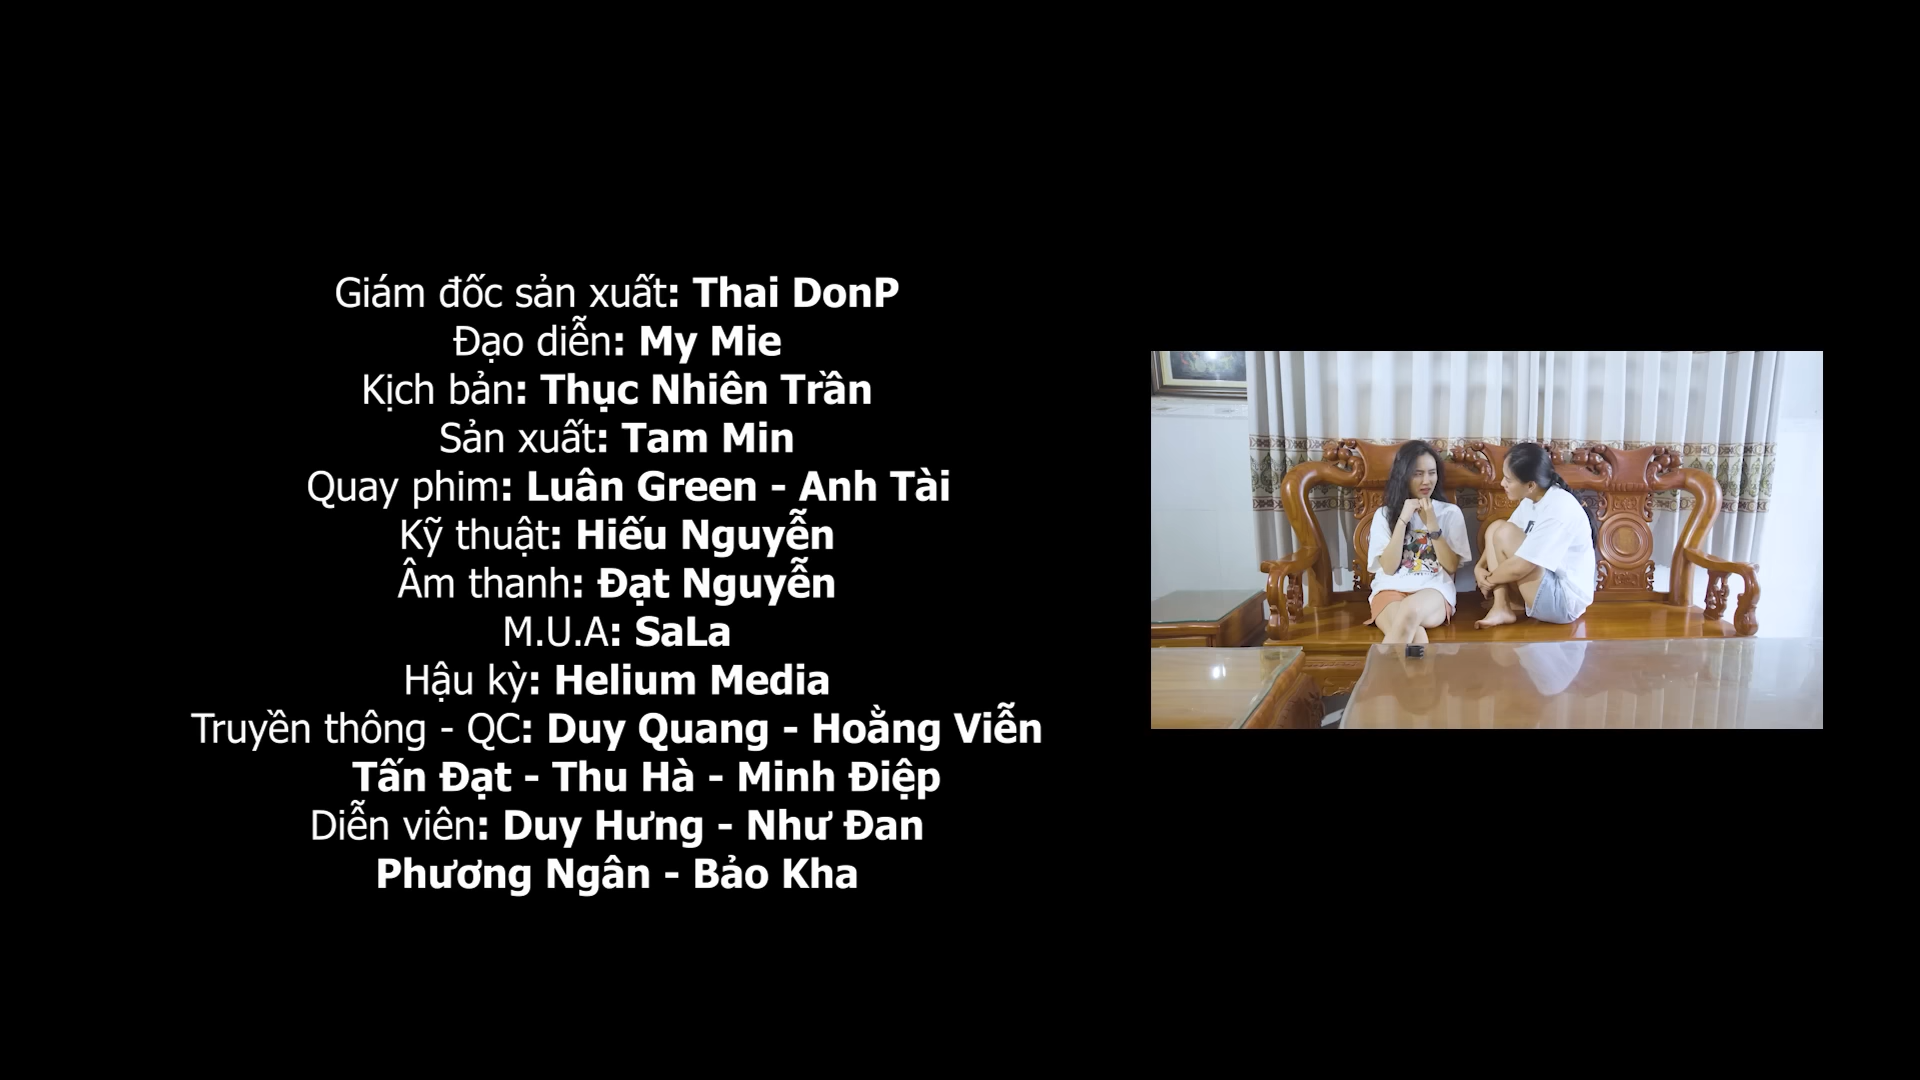 Giám đốc sản xuất: Thai DonP
Đạo diễn: My Mie
Kịch bản: Thục Nhiên Trần
Sản xuất: Tam Min
Quay phim: Luân Green - Anh Tài
Kỹ thuật: Hiếu Nguyễn
Âm thanh: Đạt Nguyễn
M.U.A: SaLa
Hậu kỳ: Helium Media
Truyền thông - QC: Duy Quang - Hoằng Viễn
Tấn Đạt - Thu Hà - Minh Điệp
Diễn viên: Duy Hưng - Như Đan
Phương Ngân - Bảo Kha